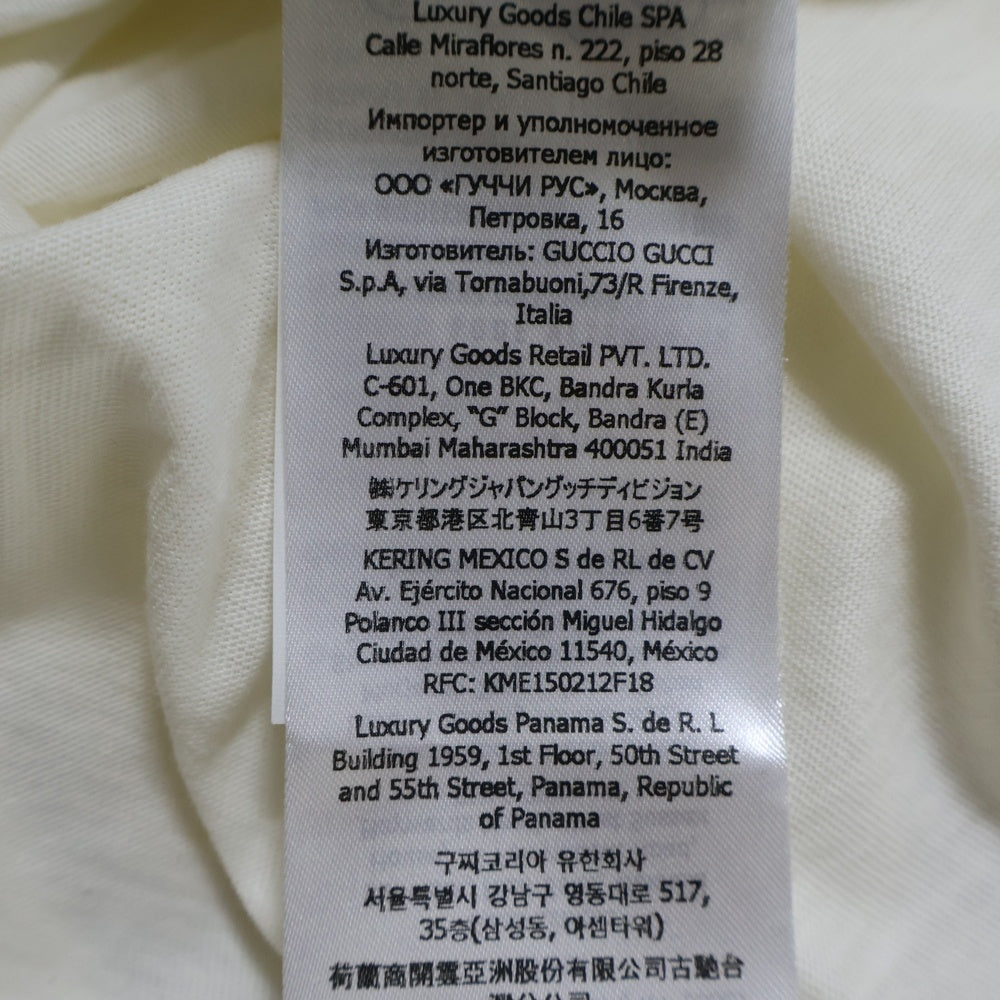 Luxury Goods Chile SPA
Calle Miraflores n. 222, piso 28
norte, Santiago Chile
Импортер и уполномоченное
изготовителем лицо:
ООО «ГУЧЧИ РУС», Москва,
Петровка, 16
Изготовитель: GUCCIO GUCCI
S.p.A, via Tornabuoni,73/R Firenze,
Italia
Luxury Goods Retail PVT. LTD.
C-601, One BKC, Bandra Kurla
Complex, "G" Block, Bandra (E)
Mumbai Maharashtra 400051 India
㈱ケリングジャパングッチディビジョン
東京都港区北青山3丁目6番7号
KERING MEXICO S de RL de CV
Av. Ejército Nacional 676, piso 9
Polanco III sección Miguel Hidalgo
Ciudad de México 11540, México
RFC: KME150212F18
Luxury Goods Panama S. de R. L
Building 1959, 1st Floor, 50th Street
and 55th Street, Panama, Republic
of Panama
구찌코리아 유한회사
서울특별시 강남구 영동대로 517,
35층(삼성동, 아셈타워)
荷蘭商開雲亞洲股份有限公司古馳台
灣分公司